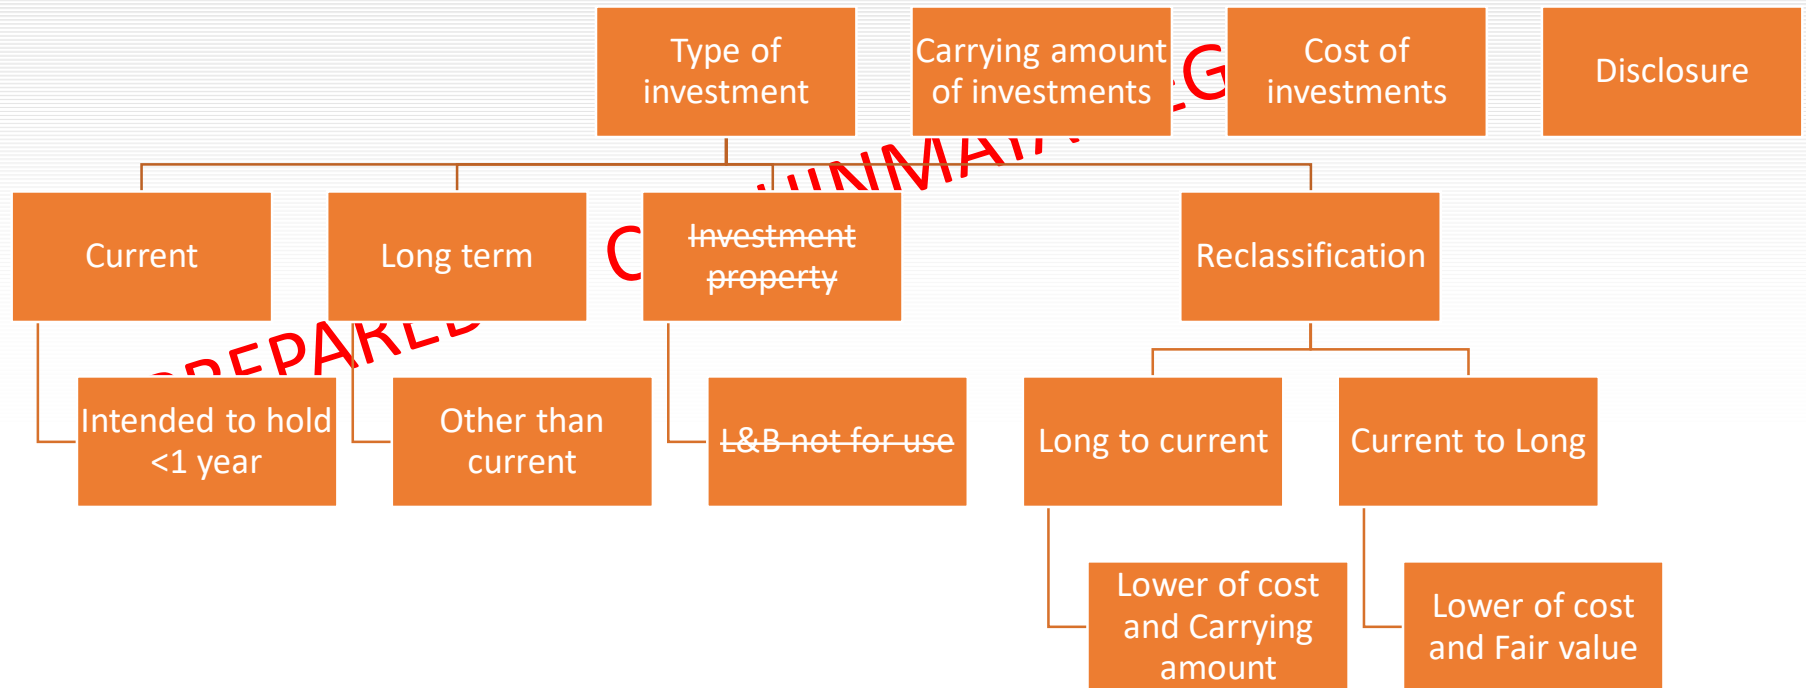 Type of
investment
Carrying amount
of investments
Cost of
investments
Disclosure
Current
Long term
Investment
property
Reclassification
Intended to hold
<1 year
Other than
current
L&B not for use
Long to current
Current to Long
Lower of cost
and Carrying
amount
Lower of cost
and Fair value
PREPARED